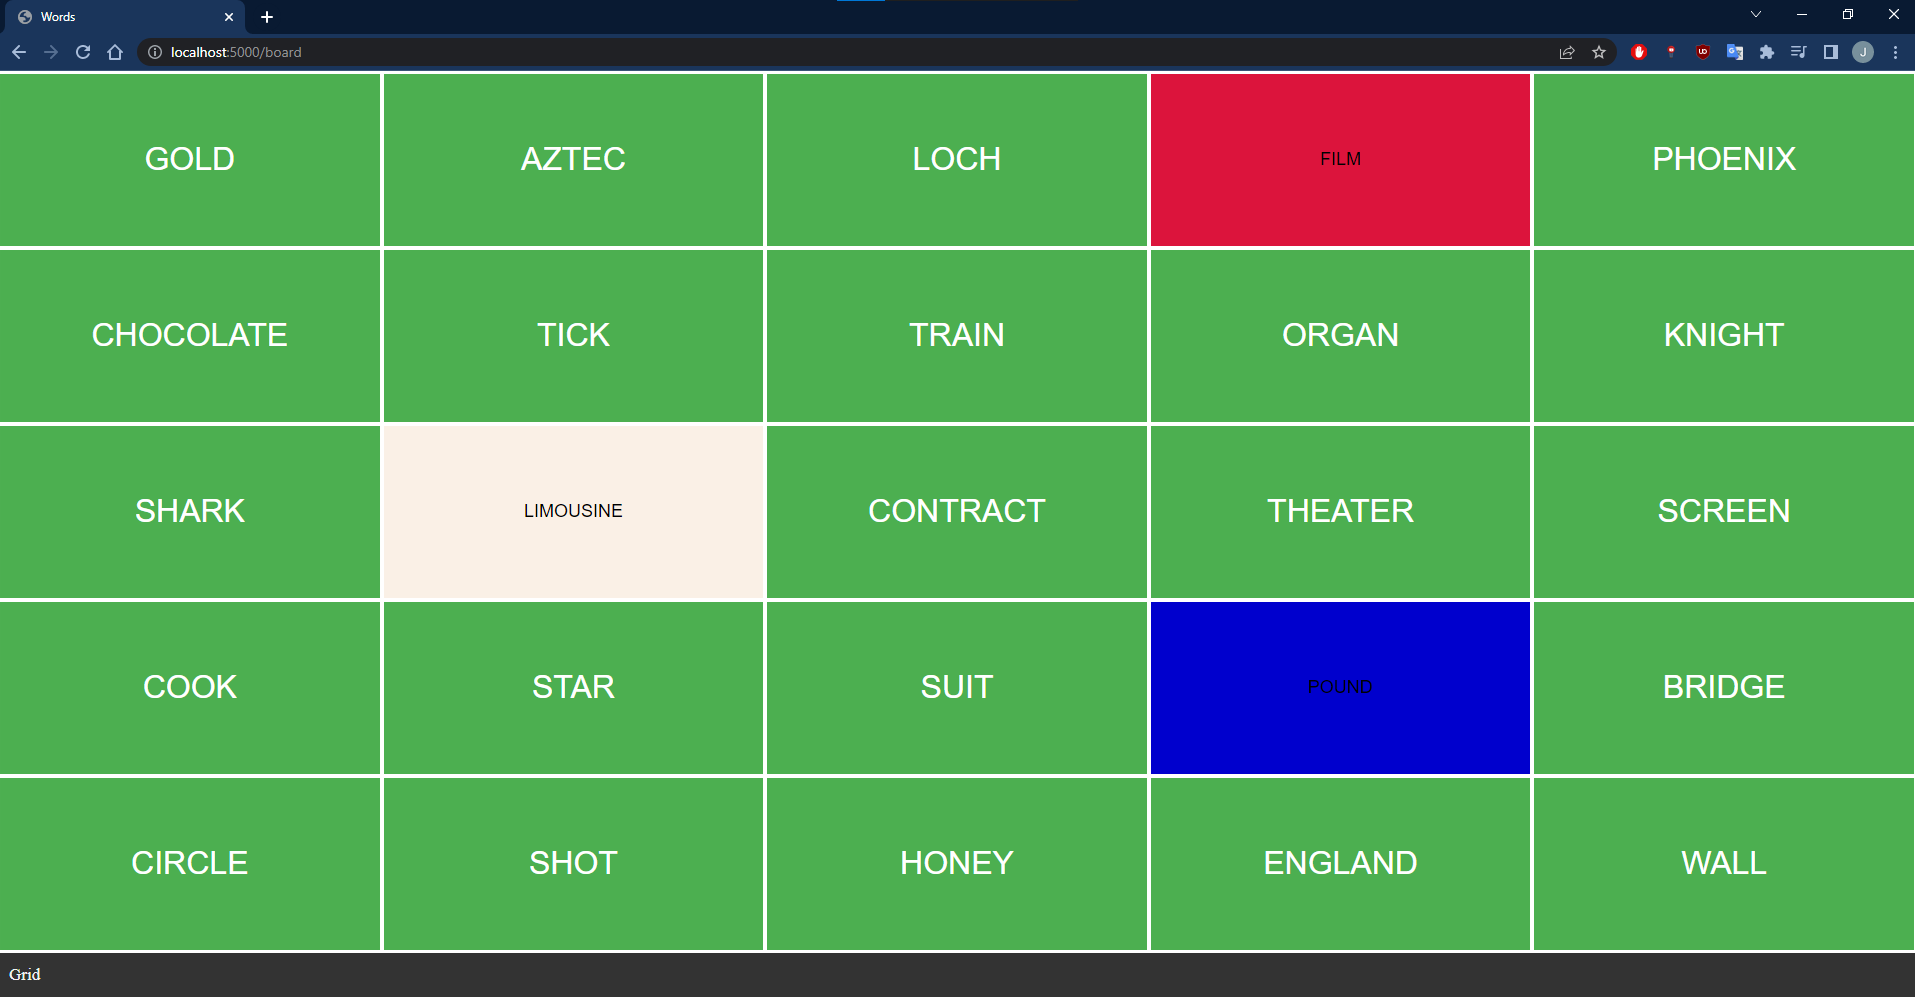 Words
localhost:5000/board
J
GOLD AZTEC LOCH FILM PHOENIX
CHOCOLATE TICK TRAIN ORGAN KNIGHT
SHARK LIMOUSINE CONTRACT THEATER SCREEN
COOK STAR SUIT POUND BRIDGE
CIRCLE SHOT HONEY ENGLAND WALL
Grid